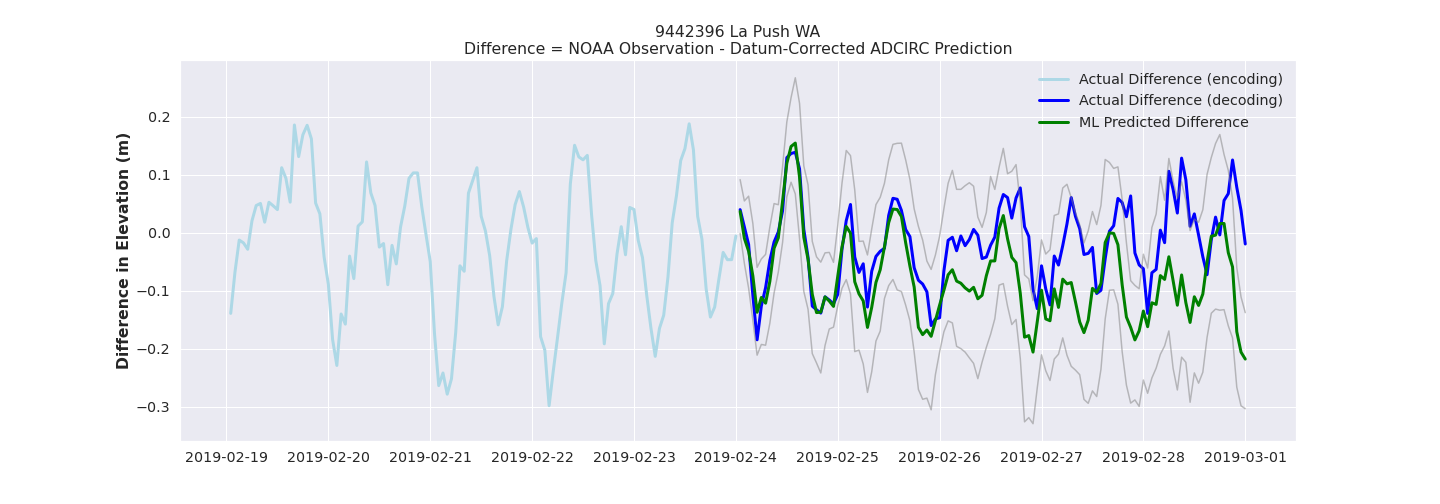 9442396 La Push WA
Difference = NOAA Observation - Datum-Corrected ADCIRC Prediction
Actual Difference (encoding)
Actual Difference (decoding)
ML Predicted Difference
Difference in Elevation (m)
0.2
0.1
0.0
−0.1
−0.2
−0.3
2019-02-19 2019-02-20 2019-02-21 2019-02-22 2019-02-23 2019-02-24 2019-02-25 2019-02-26 2019-02-27 2019-02-28 2019-03-01